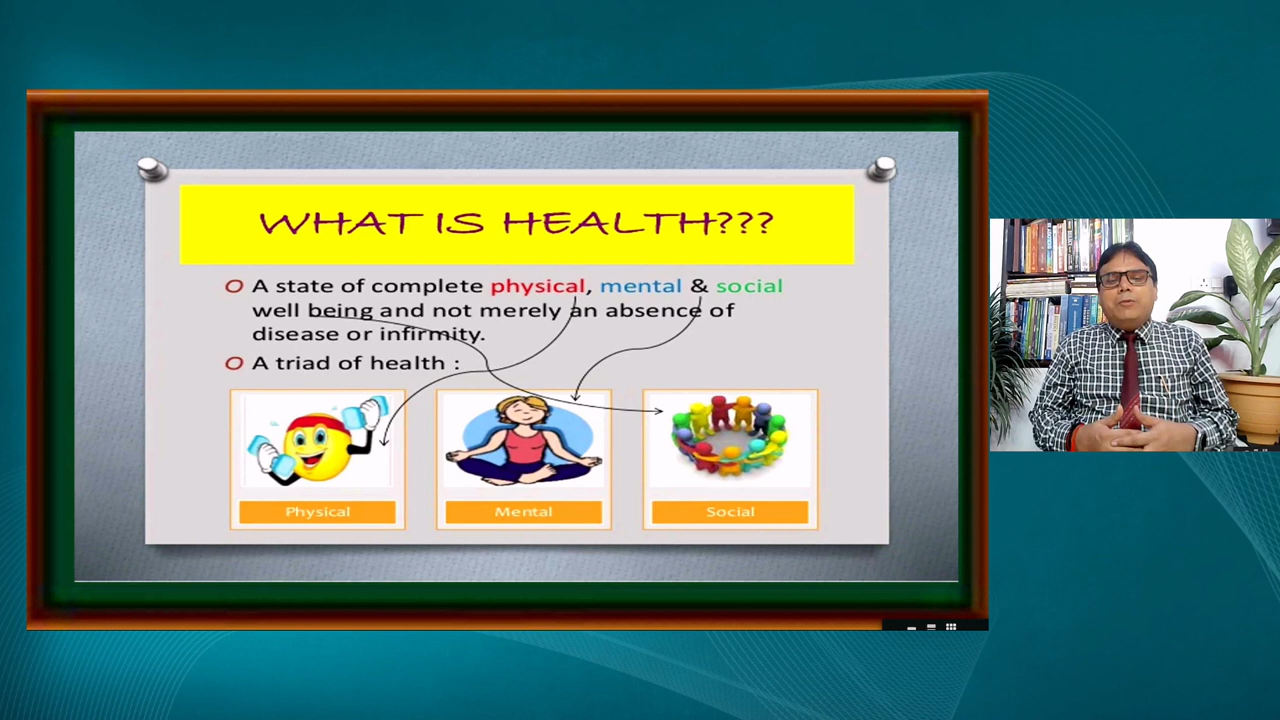 WHAT IS HEALTH???
O A state of complete physical, mental & social
well being and not merely an absence of
disease or infirmity.
O A triad of health :
Physical
Mental
Social